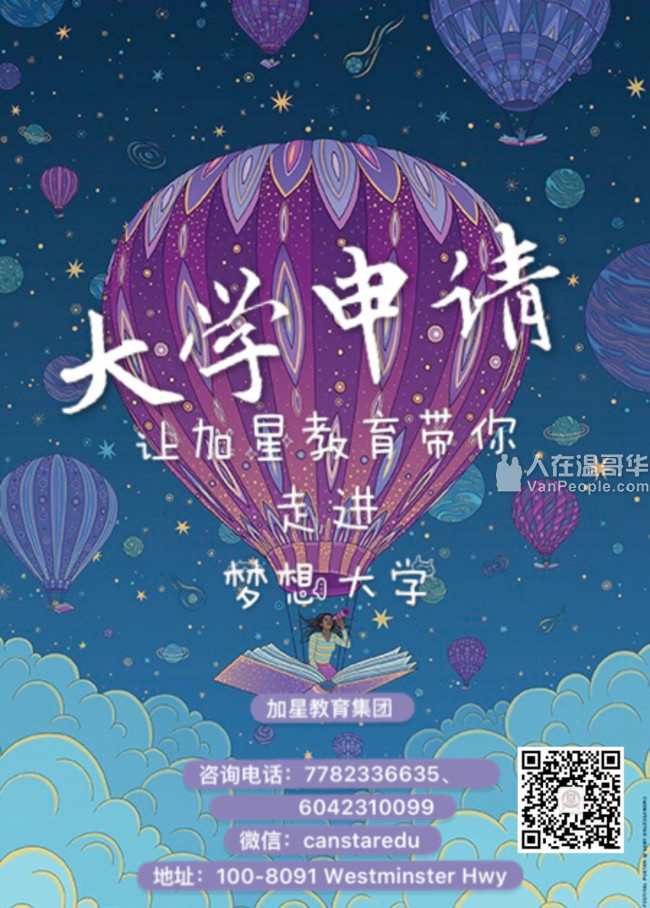 大学申请
让加星教育带你
走进
梦想大学
人在温哥华
VanPeople.com
加星教育集团
咨询电话：7782336635、
6042310099
微信：canstaredu
地址：100-8091 Westminster Hwy